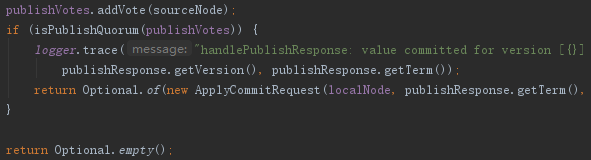 publishVotes.addVote(sourceNode);
if (isPublishQuorum(publishVotes)) {
logger.trace( message: "handlePublishResponse: value committed for version [{}]
publishResponse.getVersion(), publishResponse.getTerm());
return Optional.of(new ApplyCommitRequest(localNode, publishResponse.getTerm(),
}
return Optional.empty();